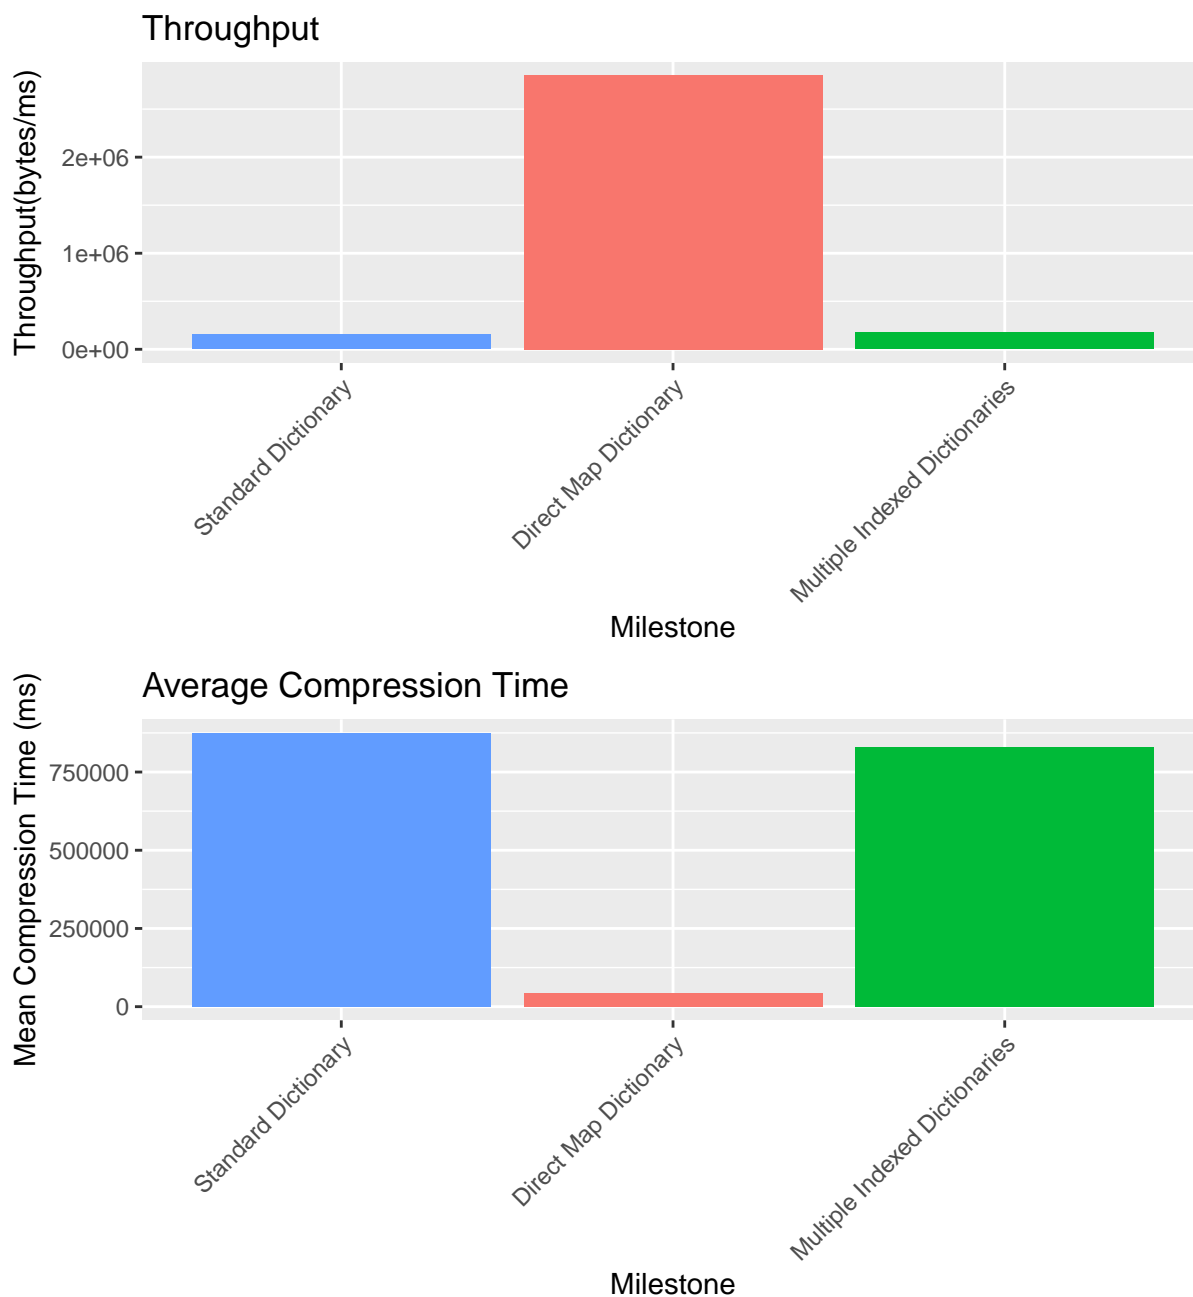 Throughput
Throughput(bytes/ms)
2e+06
1e+06
0e+00
Standard Dictionary
Direct Map Dictionary
Multiple Indexed Dictionaries
Milestone
Average Compression Time
Mean Compression Time (ms)
750000
500000
250000
0
Standard Dictionary
Direct Map Dictionary
Multiple Indexed Dictionaries
Milestone